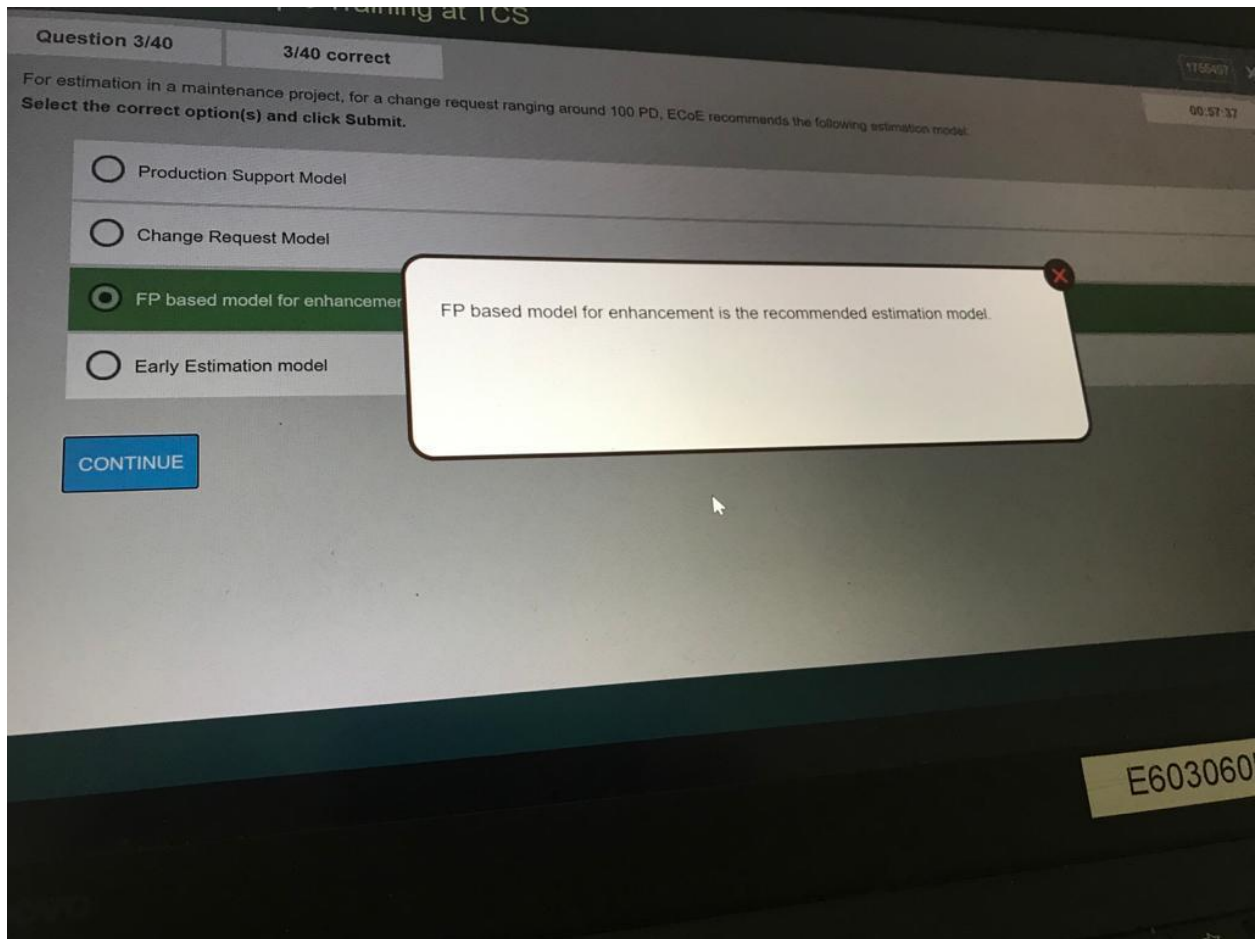 Training at TCS
Question 3/40
3/40 correct
1755497
00:57:37
For estimation in a maintenance project, for a change request ranging around 100 PD, ECoE recommends the following estimation model.
Select the correct option(s) and click Submit.
Production Support Model
Change Request Model
FP based model for enhancemen
FP based model for enhancement is the recommended estimation model.
Early Estimation model
CONTINUE
E603060